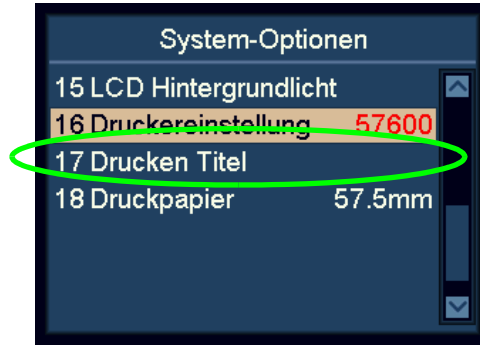 System-Optionen
15 LCD Hintergrundlicht
16 Druckereinstellung 57600
17 Drucken Titel
18 Druckpapier 57.5mm